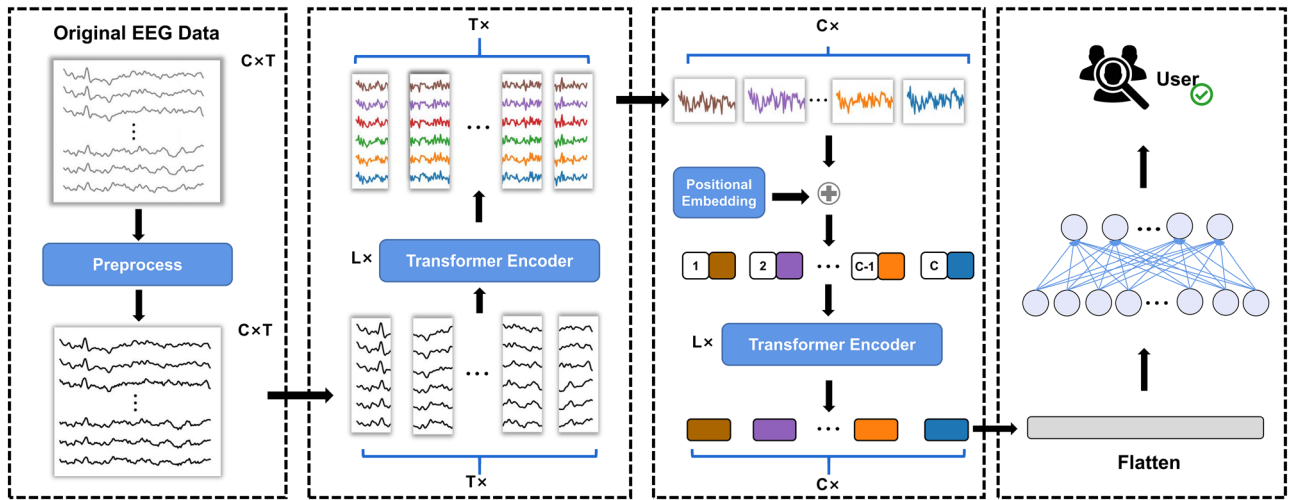 Original EEG Data
C×T
Preprocess
C×T
T×
L×
Transformer Encoder
T×
C×
Positional
Embedding
1
2
C-1
C
L×
Transformer Encoder
C×
User
Flatten